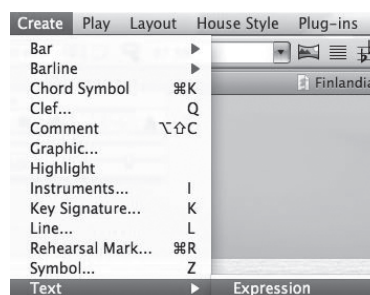 Create Play Layout House Style Plug-ins
Bar
Barline
Finlandia
Chord Symbol ⌘K
Clef... Q
Comment ⌥⇧C
Graphic...
Highlight
Instruments... I
Key Signature... K
Line... L
Rehearsal Mark... ⌘R
Symbol... Z
Text Expression